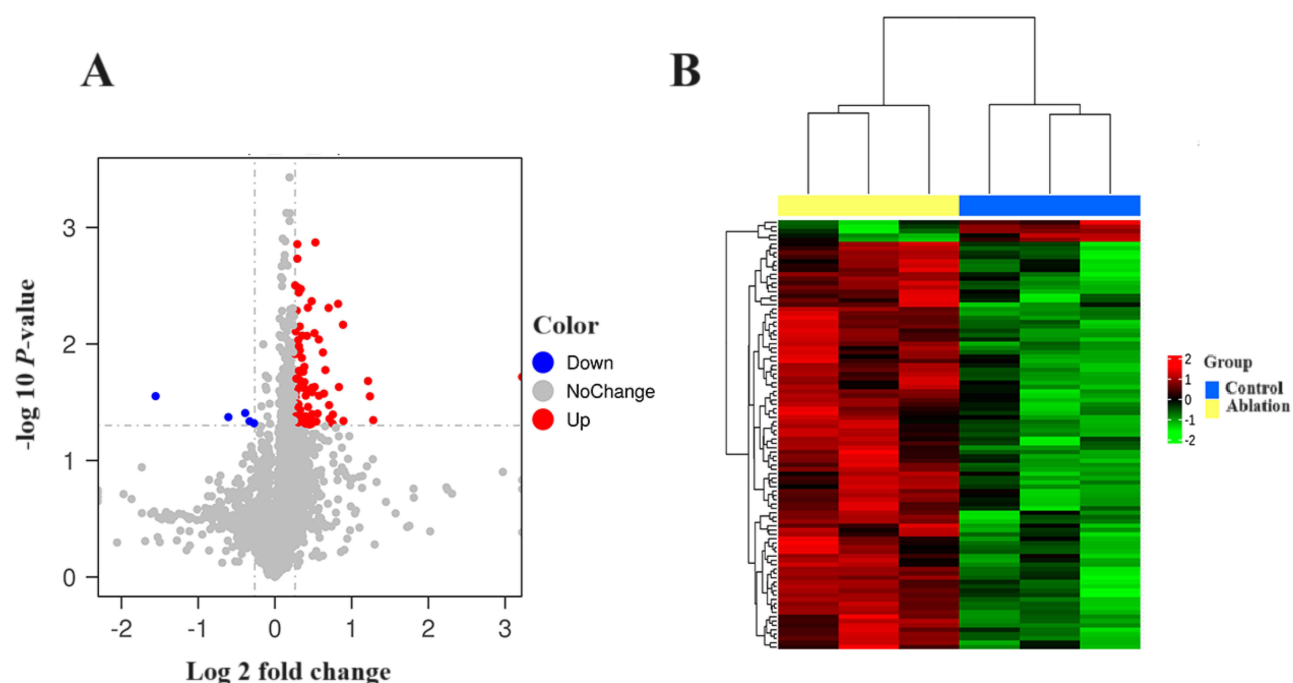 A
3
2
1
0
-2
-1
0
1
2
3
-log 10 P-value
Log 2 fold change
Color
Down
NoChange
Up
B
2
1
0
-1
-2
Group
Control
Ablation